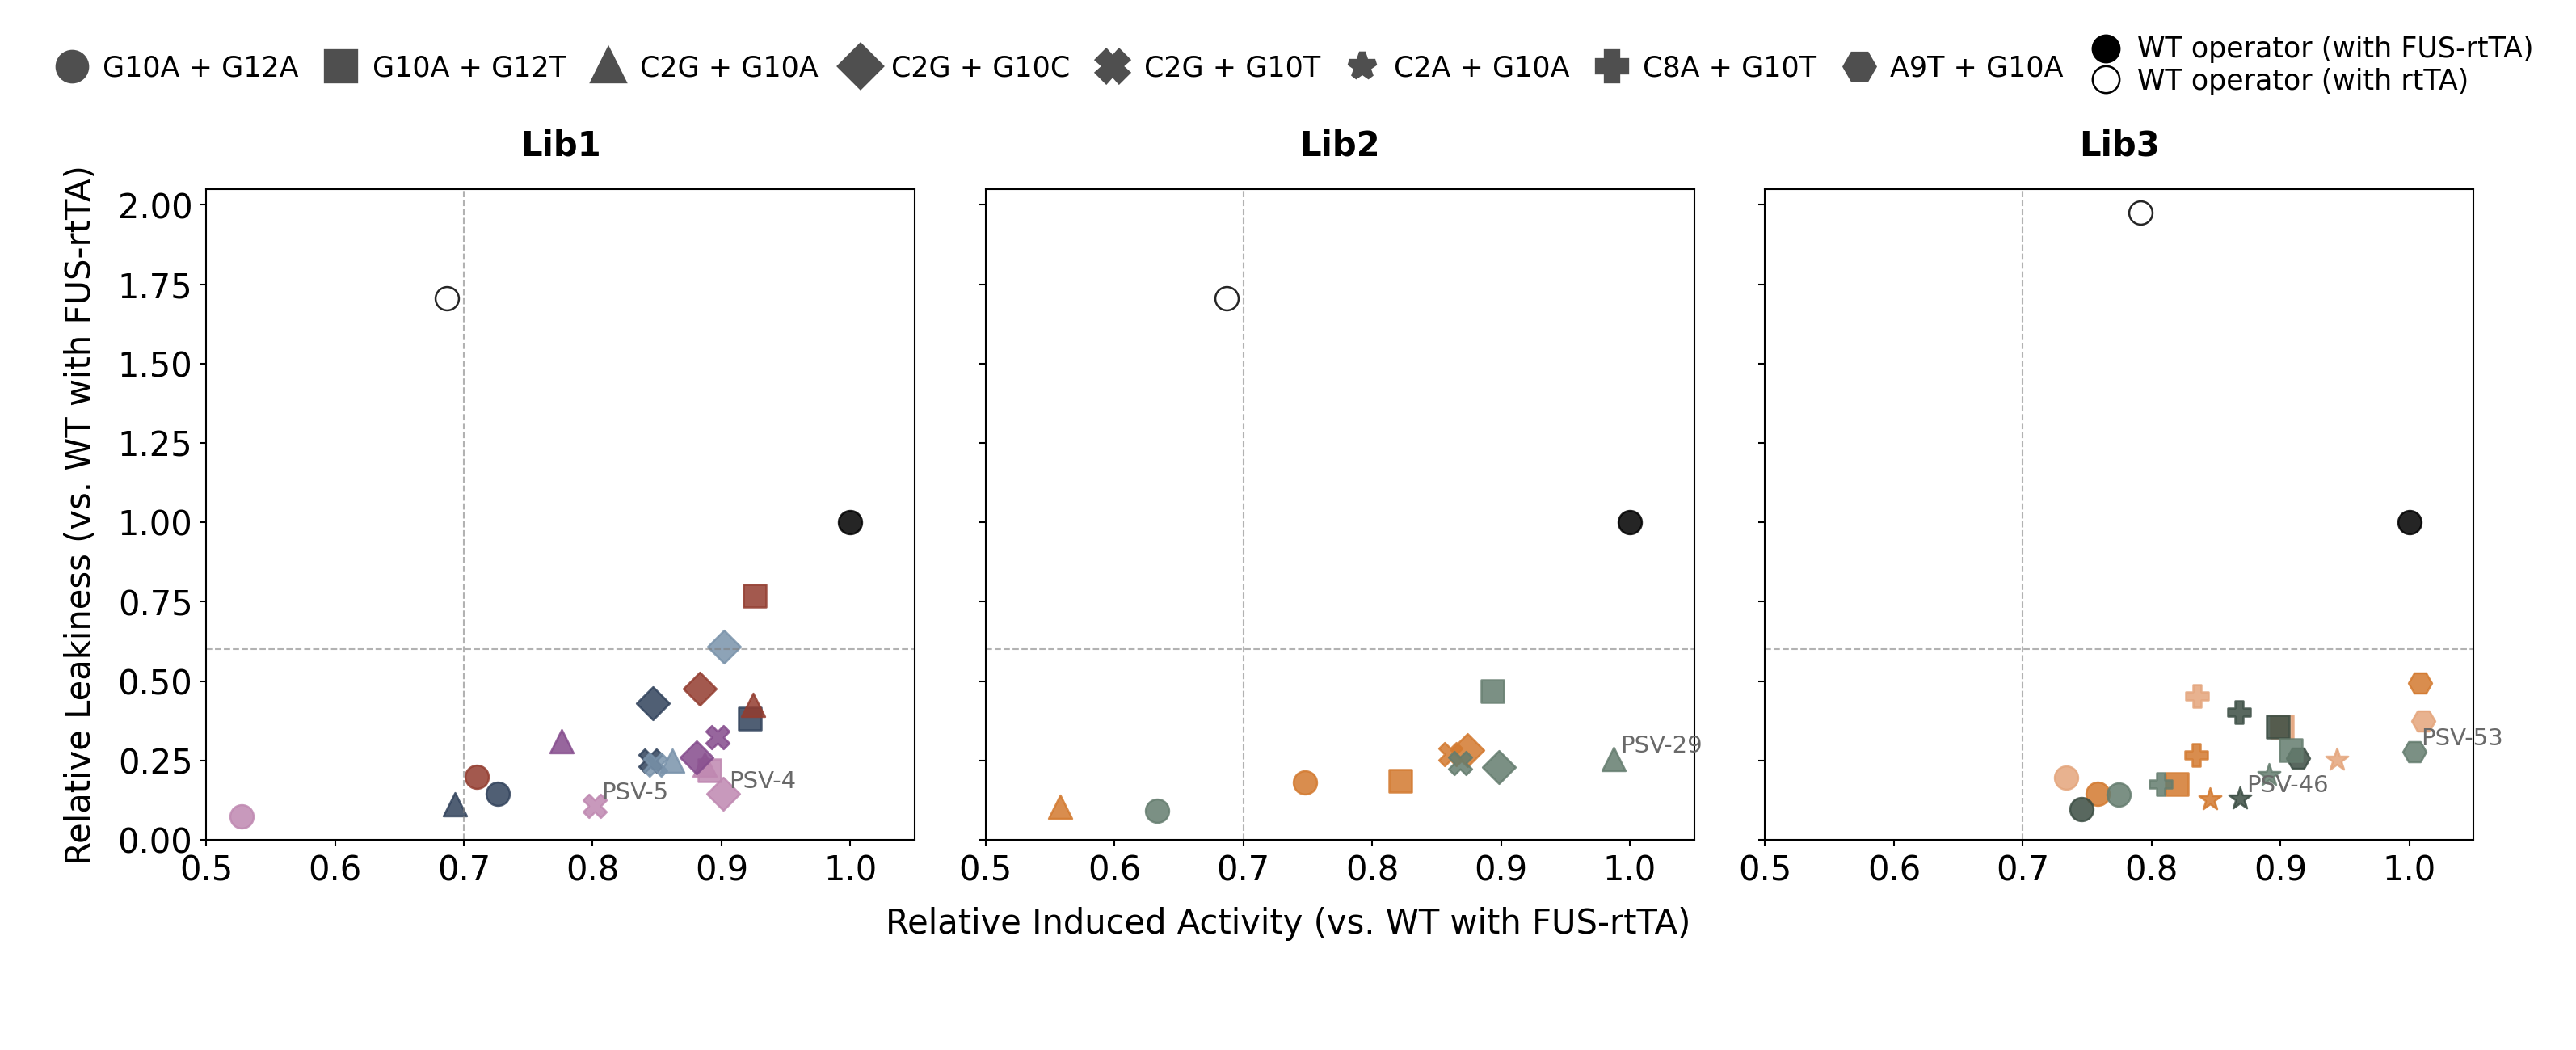 G10A + G12A
G10A + G12T
C2G + G10A
C2G + G10C
C2G + G10T
C2A + G10A
C8A + G10T
A9T + G10A
WT operator (with FUS-rtTA)
WT operator (with rtTA)
Lib1
Lib2
Lib3
Relative Leakiness (vs. WT with FUS-rtTA)
2.00
1.75
1.50
1.25
1.00
0.75
0.50
0.25
0.00
PSV-5
PSV-4
PSV-29
PSV-53
PSV-46
0.5 0.6 0.7 0.8 0.9 1.0
0.5 0.6 0.7 0.8 0.9 1.0
0.5 0.6 0.7 0.8 0.9 1.0
Relative Induced Activity (vs. WT with FUS-rtTA)